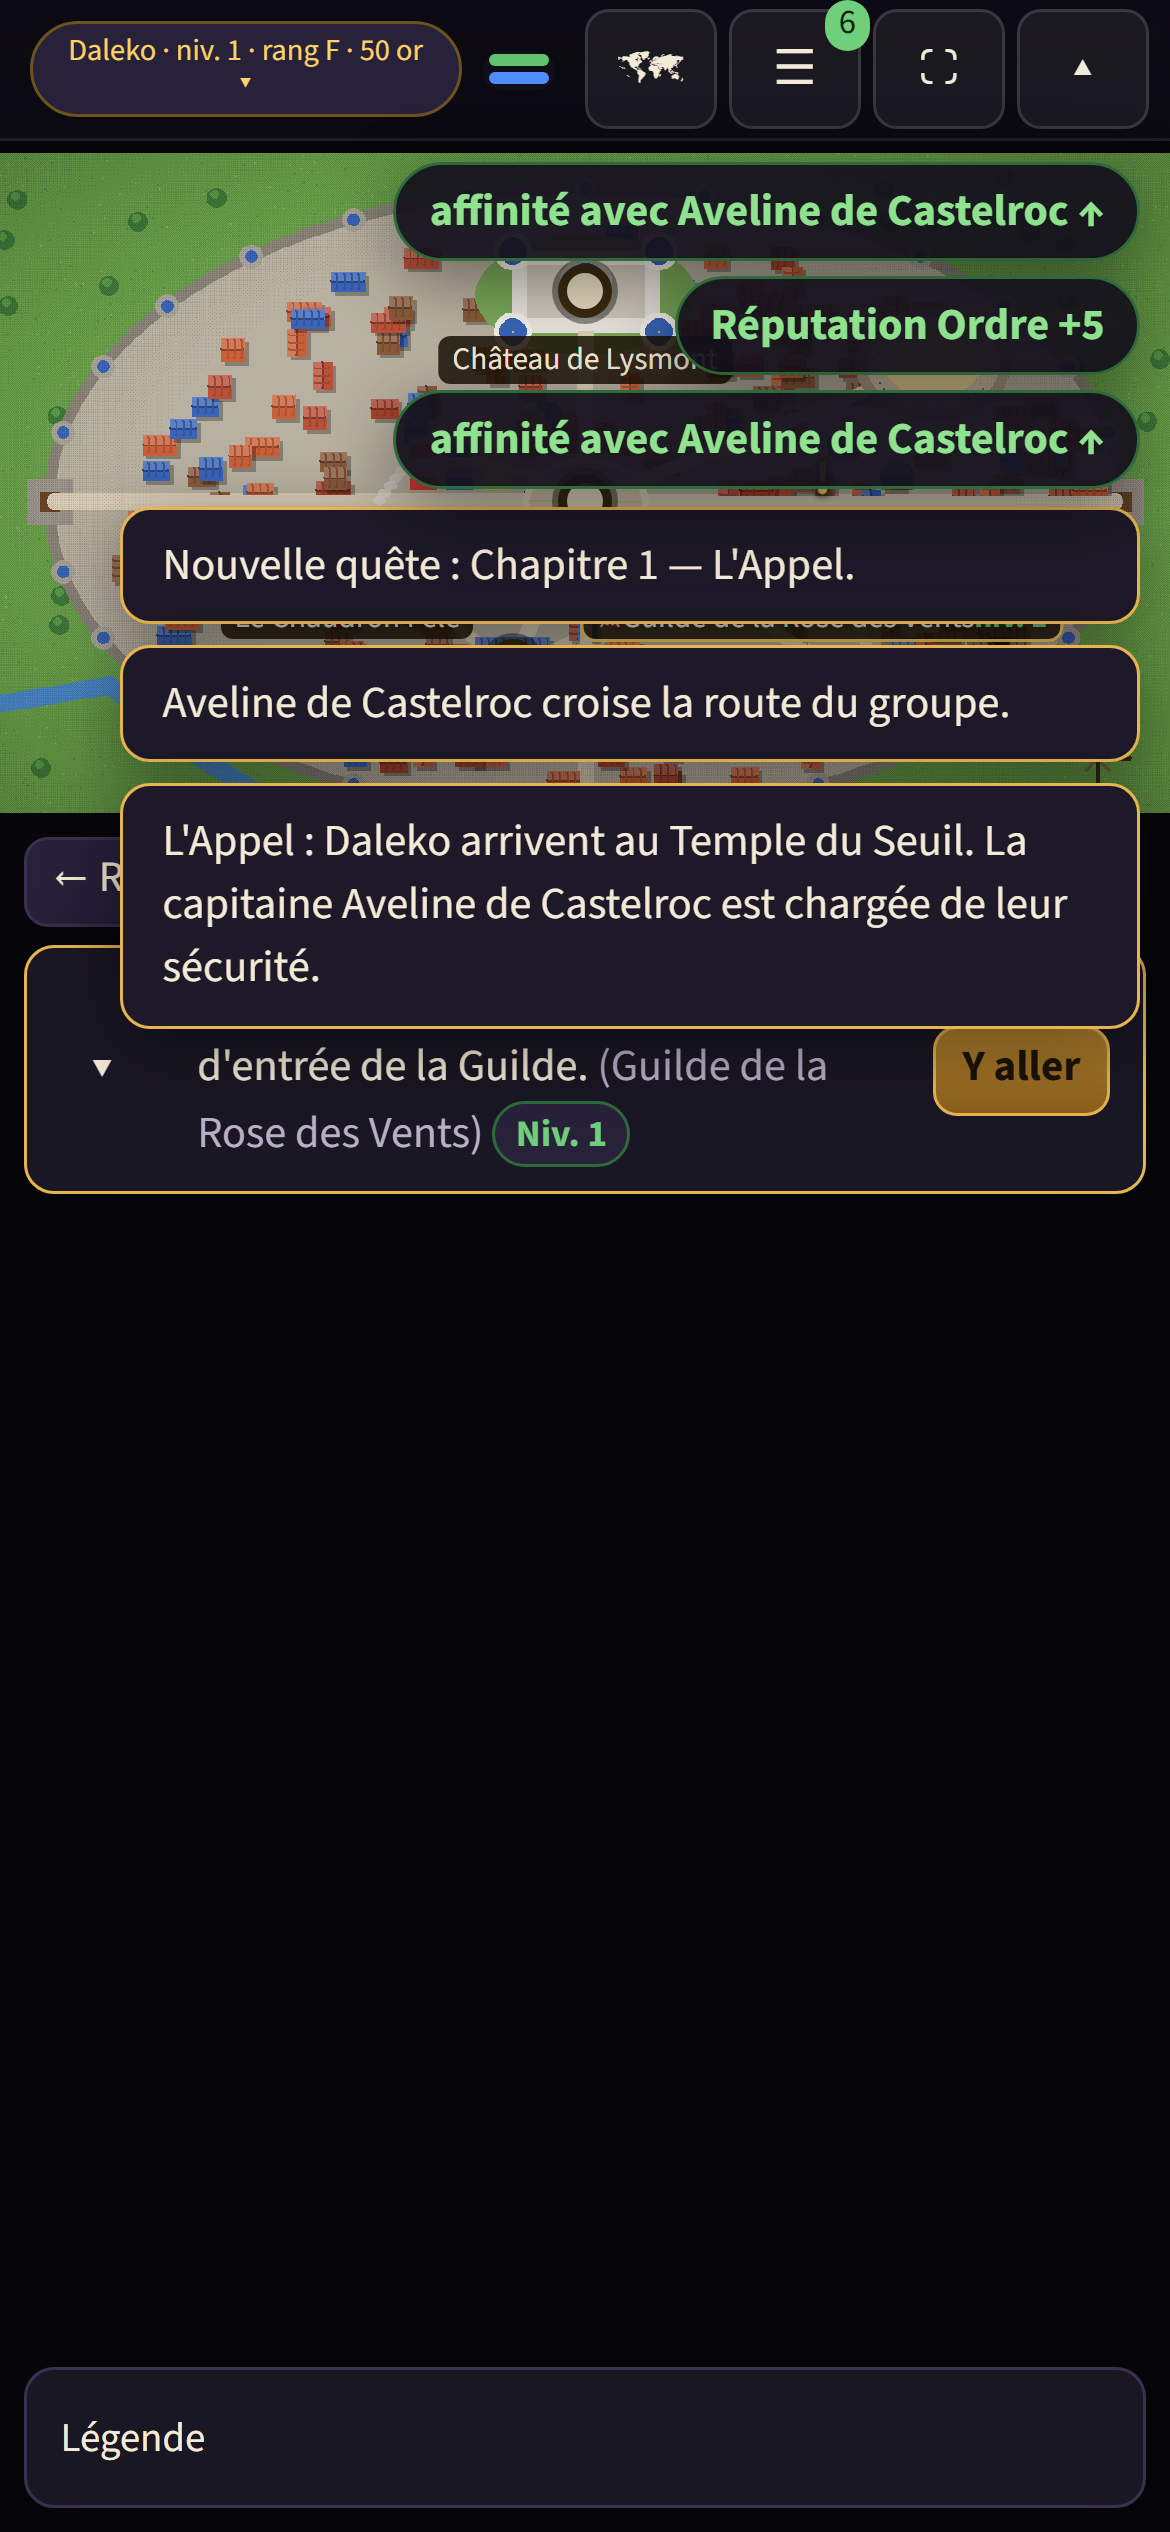 Daleko · niv. 1 · rang F · 50 or
▾
6
affinité avec Aveline de Castelroc ↑
Réputation Ordre +5
Château de Lysmont
affinité avec Aveline de Castelroc ↑
Nouvelle quête : Chapitre 1 — L'Appel.
Aveline de Castelroc croise la route du groupe.
L'Appel : Daleko arrivent au Temple du Seuil. La
capitaine Aveline de Castelroc est chargée de leur
sécurité.
← R
d'entrée de la Guilde. (Guilde de la
Rose des Vents) Niv. 1
Y aller
Légende